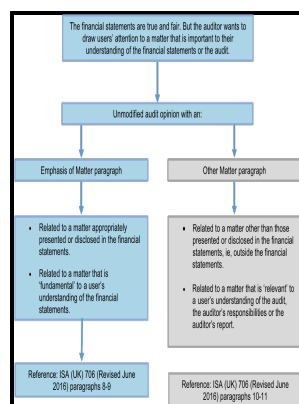 The financial statements are true and fair. But the auditor wants to
draw users' attention to a matter that is important to their
understanding of the financial statements or the audit.
Unmodified audit opinion with an:
Emphasis of Matter paragraph
Other Matter paragraph
• Related to a matter appropriately
presented or disclosed in the financial
statements.
• Related to a matter that is
'fundamental' to a user's
understanding of the financial
statements.
• Related to a matter other than those
presented or disclosed in the financial
statements, ie, outside the financial
statements.
• Related to a matter that is 'relevant' to
a user's understanding of the audit,
the auditor's responsibilities or the
auditor's report.
Reference: ISA (UK) 706 (Revised June
2016) paragraphs 8-9
Reference: ISA (UK) 706 (Revised June
2016) paragraphs 10-11